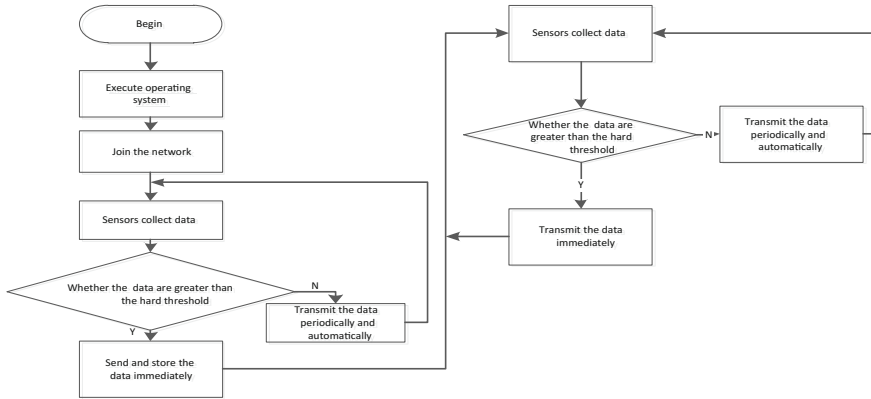 Begin
Execute operating
system
Join the network
Sensors collect data
Whether the data are greater than
the hard threshold
N
Transmit the data
periodically and
automatically
Y
Send and store the
data immediately
Sensors collect data
Whether the data are
greater than the hard
threshold
N
Transmit the data
periodically and
automatically
Y
Transmit the data
immediately